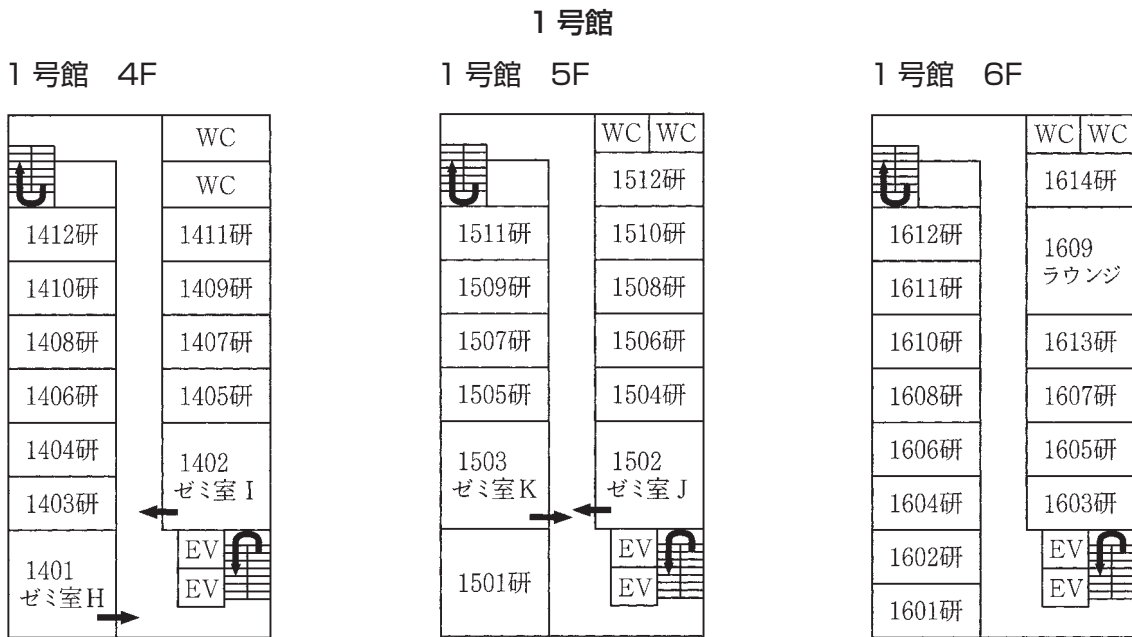 1 号館
1 号館 4F
WC
WC
1412研
1411研
1410研
1409研
1408研
1407研
1406研
1405研
1404研
1402
ゼミ室 I
1403研
EV
1401
ゼミ室H
EV
1 号館 5F
WC WC
1512研
1511研
1510研
1509研
1508研
1507研
1506研
1505研
1504研
1503
ゼミ室K
1502
ゼミ室 J
EV
1501研
EV
1 号館 6F
WC WC
1614研
1612研
1609
ラウンジ
1611研
1610研
1613研
1608研
1607研
1606研
1605研
1604研
1603研
1602研
EV
EV
1601研